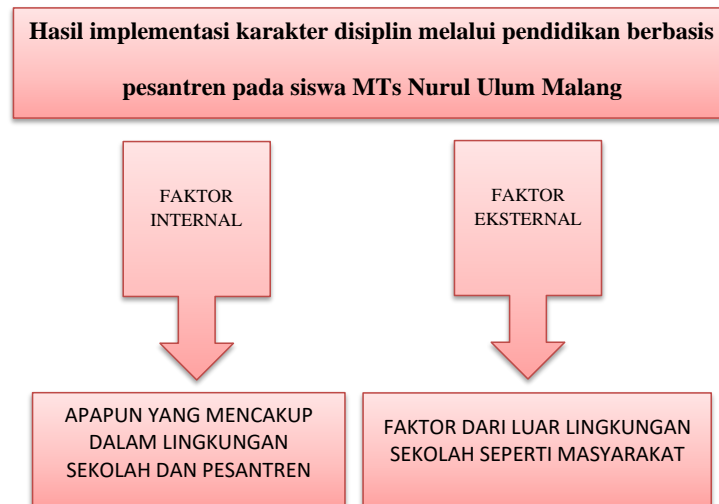 Hasil implementasi karakter disiplin melalui pendidikan berbasis
pesantren pada siswa MTs Nurul Ulum Malang
FAKTOR
INTERNAL
FAKTOR
EKSTERNAL
APAPUN YANG MENCAKUP
DALAM LINGKUNGAN
SEKOLAH DAN PESANTREN
FAKTOR DARI LUAR LINGKUNGAN
SEKOLAH SEPERTI MASYARAKAT